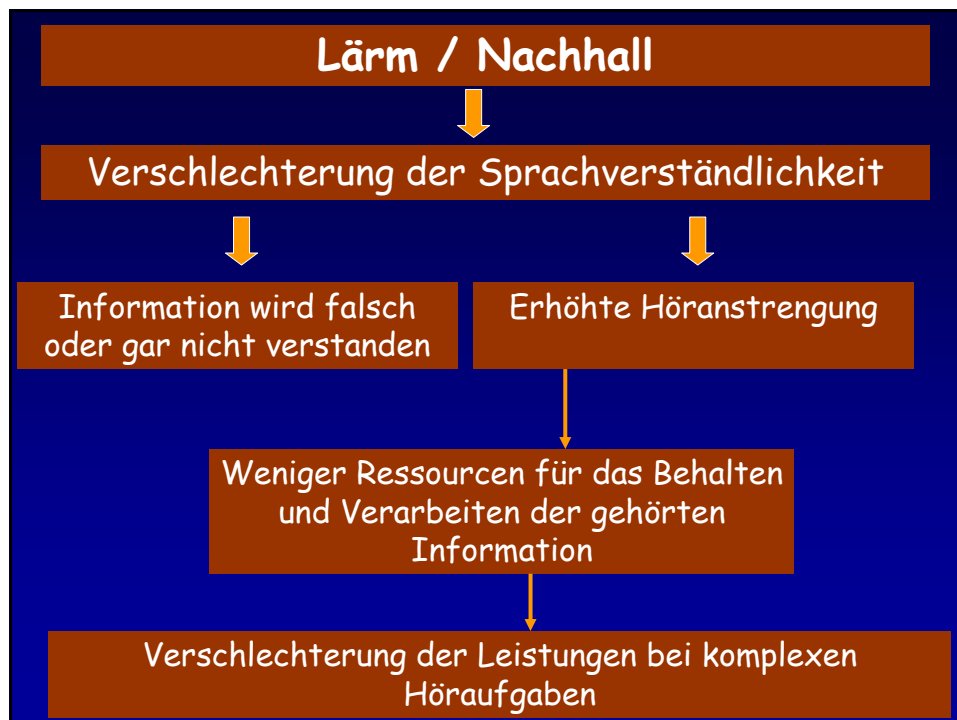 Lärm / Nachhall
Verschlechterung der Sprachverständlichkeit
Information wird falsch
oder gar nicht verstanden
Erhöhte Höranstrengung
Weniger Ressourcen für das Behalten
und Verarbeiten der gehörten
Information
Verschlechterung der Leistungen bei komplexen
Höraufgaben